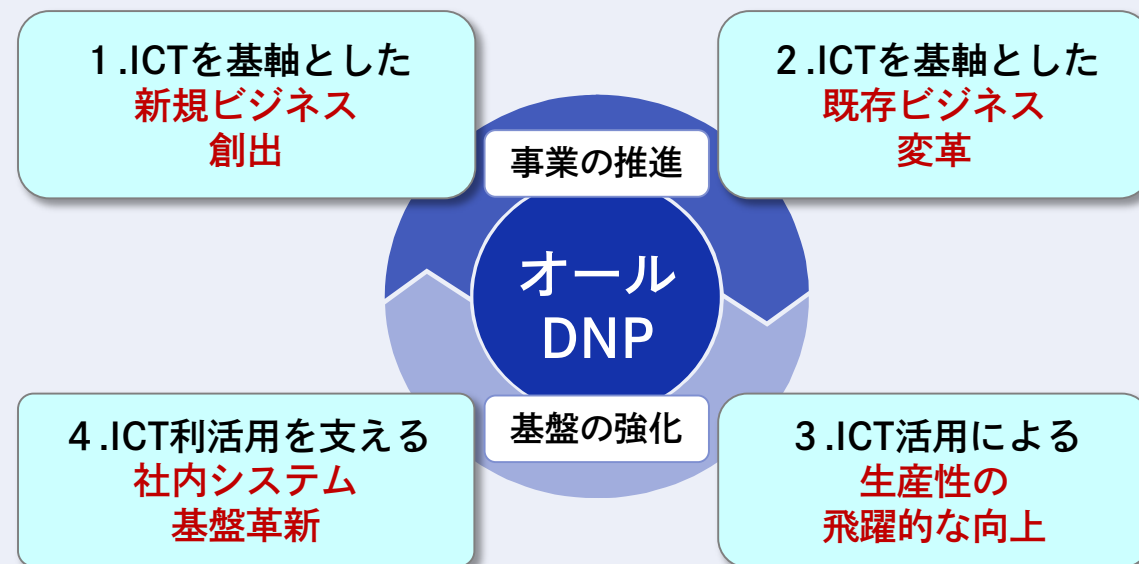 １.ICTを基軸とした
新規ビジネス
創出
２.ICTを基軸とした
既存ビジネス
変革
事業の推進
オール
DNP
基盤の強化
４.ICT利活用を支える
社内システム
基盤革新
３.ICT活用による
生産性の
飛躍的な向上